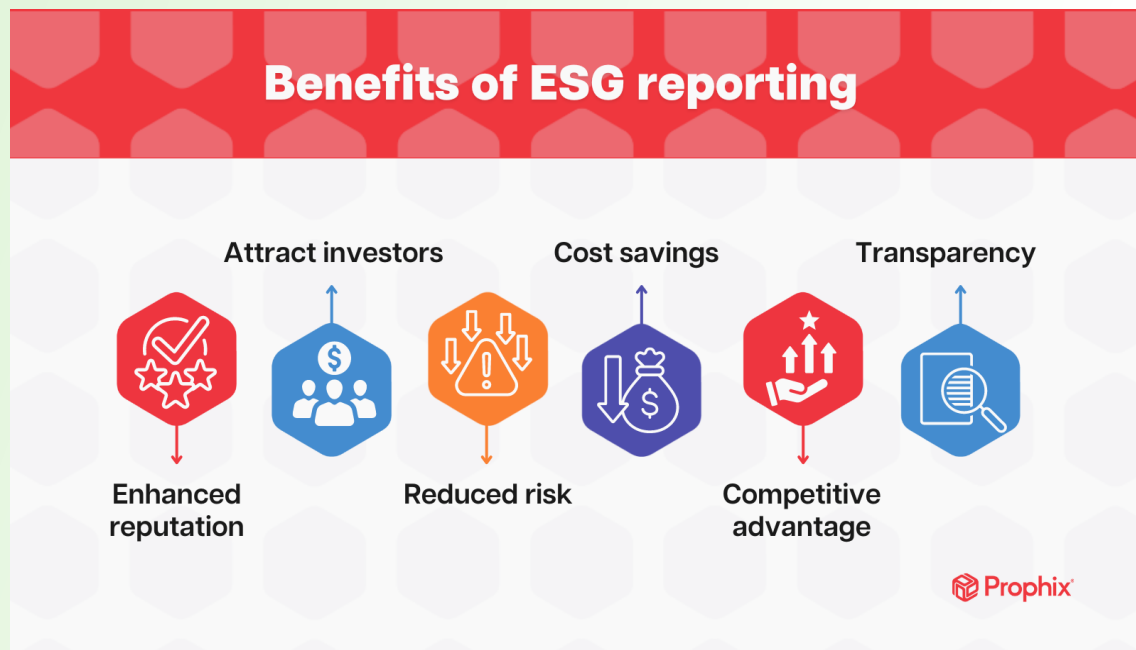 Benefits of ESG reporting
Attract investors
Cost savings
Transparency
Enhanced
reputation
Reduced risk
Competitive
advantage
Prophix